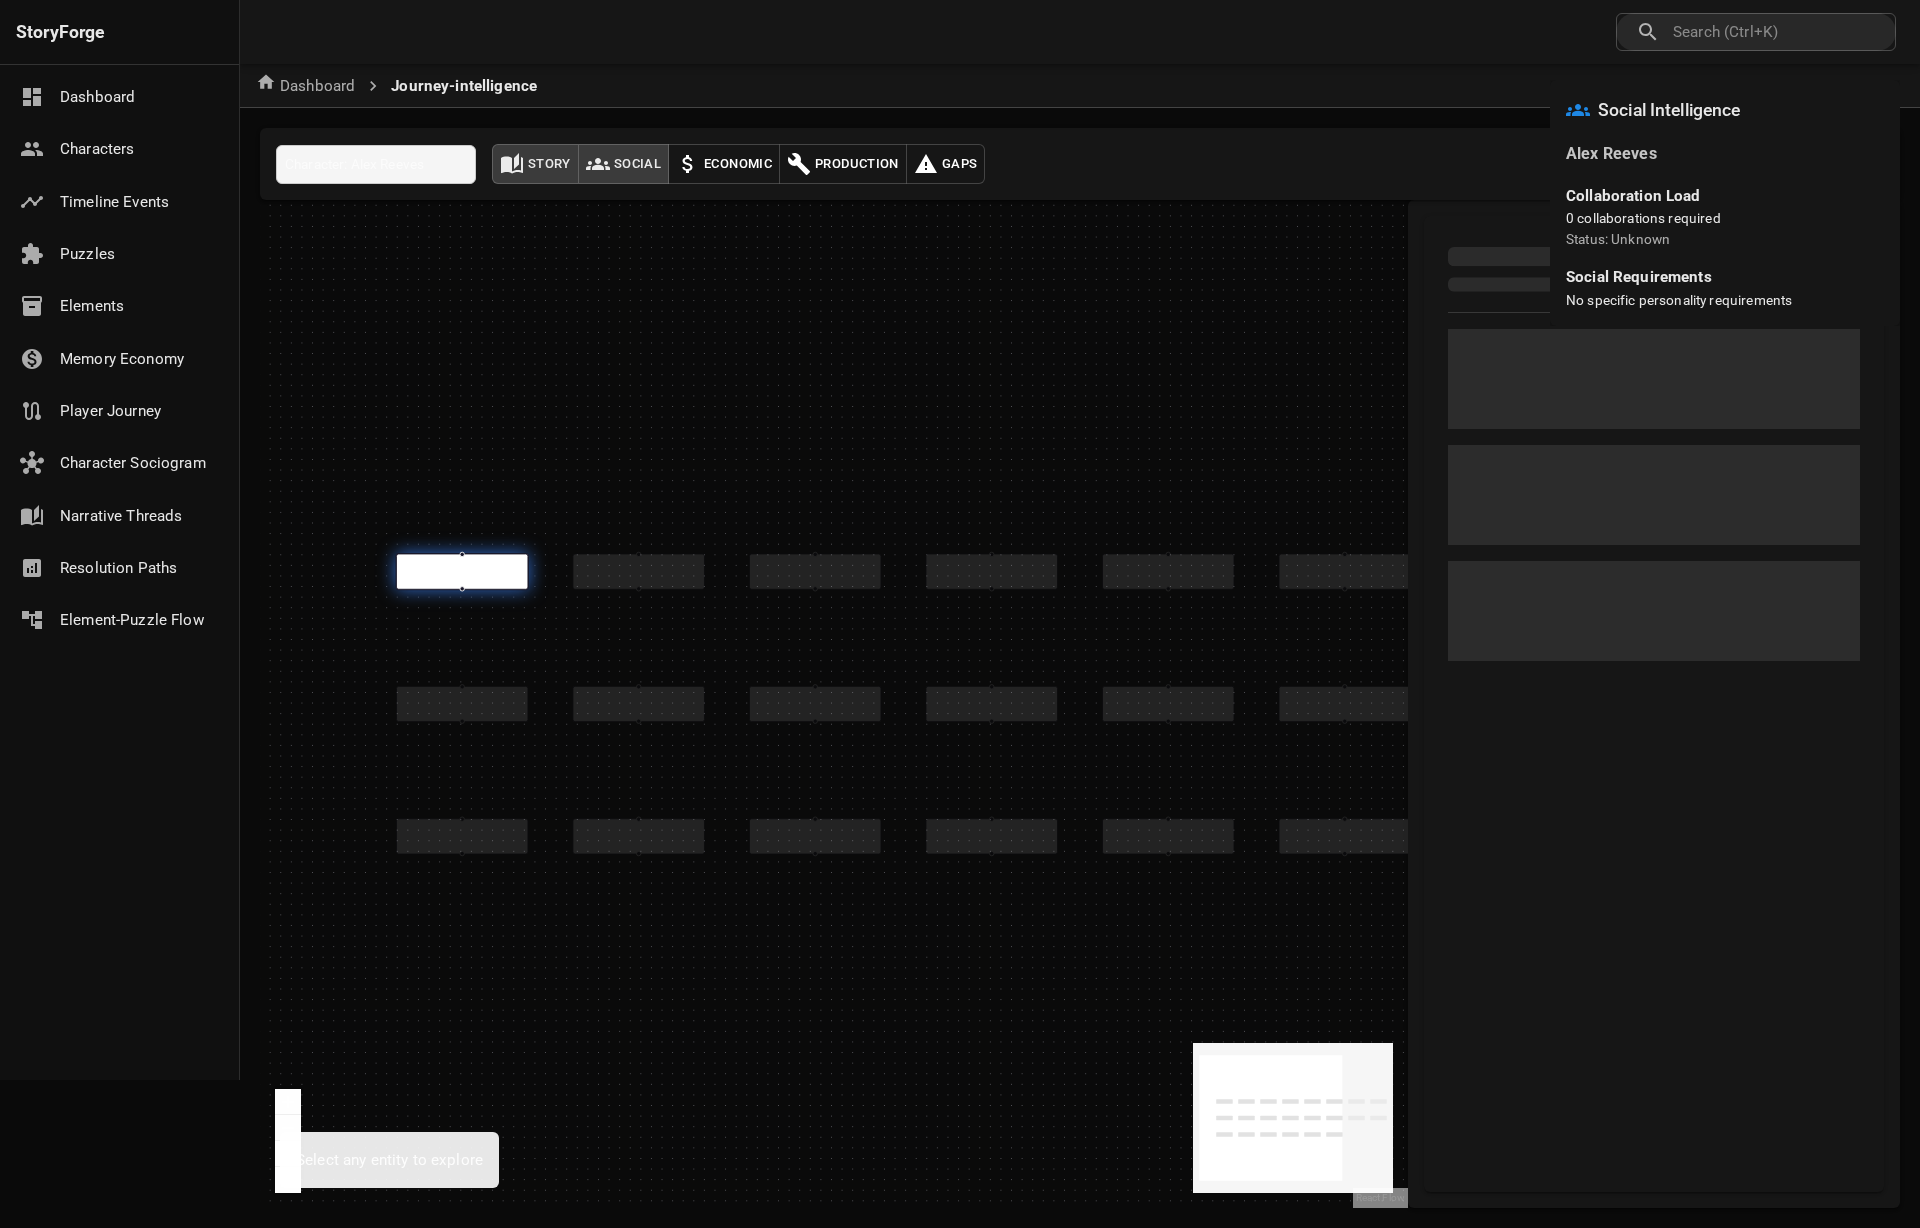 StoryForge
Search (Ctrl+K)
Dashboard
Characters
Timeline Events
Puzzles
Elements
Memory Economy
Player Journey
Character Sociogram
Narrative Threads
Resolution Paths
Element-Puzzle Flow
Dashboard > Journey-intelligence
Character: Alex Reeves
STORY
SOCIAL
ECONOMIC
PRODUCTION
GAPS
Social Intelligence
Alex Reeves
Collaboration Load
0 collaborations required
Status: Unknown
Social Requirements
No specific personality requirements
Select any entity to explore
React Flow